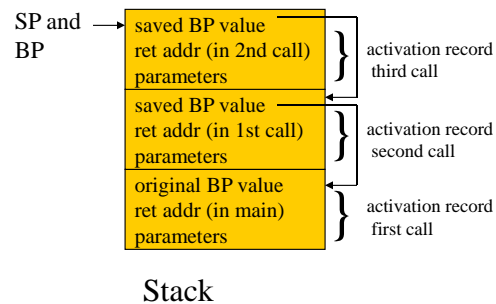 SP and
BP
saved BP value
ret addr (in 2nd call)
parameters
activation record
third call
saved BP value
ret addr (in 1st call)
parameters
activation record
second call
original BP value
ret addr (in main)
parameters
activation record
first call
Stack